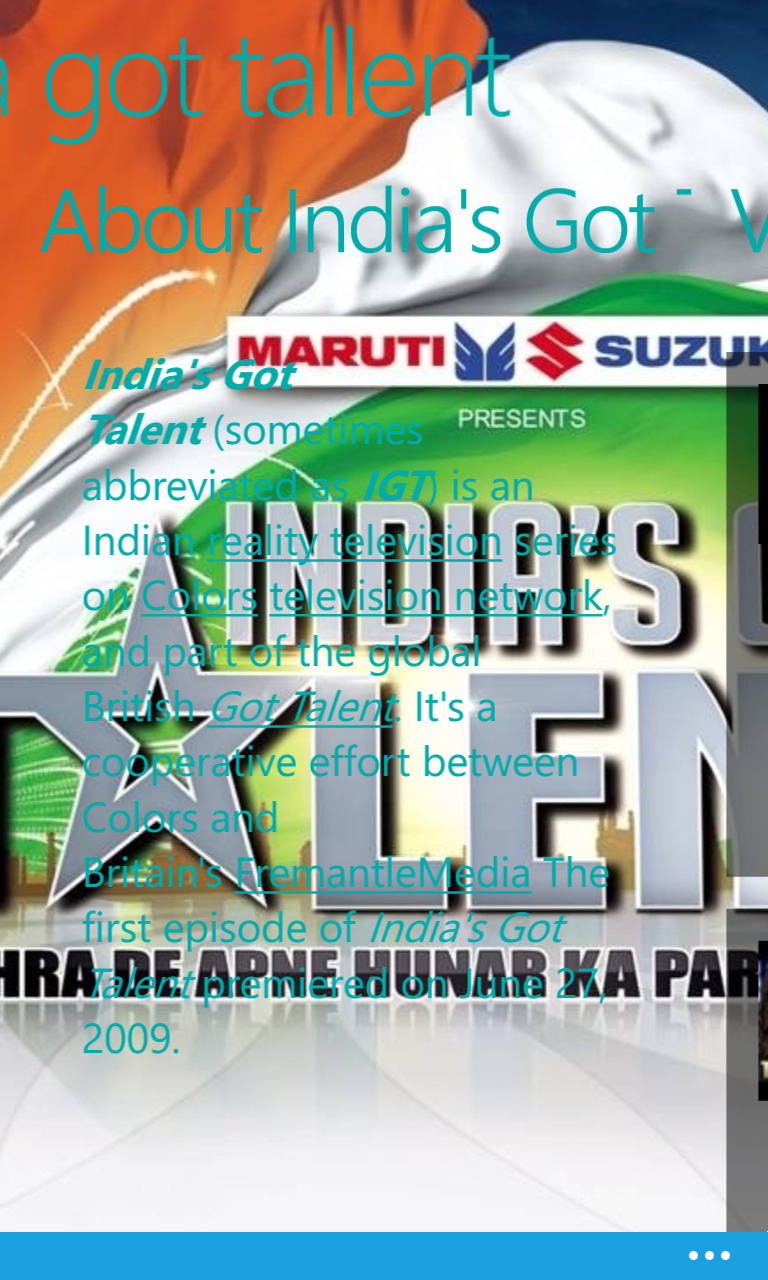 a got tallent
About India's Got
MARUTI SUZUK
PRESENTS
India's Got
Talent (sometimes
abbreviated as IGT) is an
Indian reality television series
on Colors television network,
and part of the global
British Got Talent. It's a
cooperative effort between
Colors and
Britain's FremantleMedia The
first episode of India's Got
Talent premiered on June 27,
2009.
INDIA'S
TALEN
HRA DE APNE HUNAR KA PAR